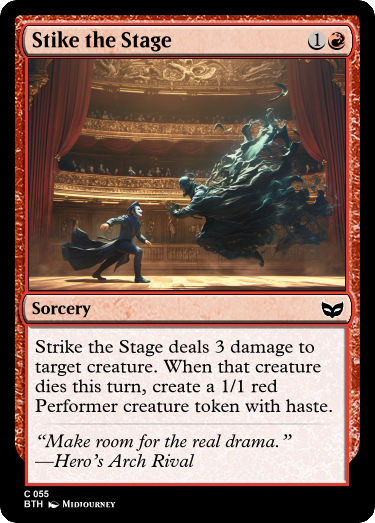 Stike the Stage 1
Sorcery
Strike the Stage deals 3 damage to
target creature. When that creature
dies this turn, create a 1/1 red
Performer creature token with haste.
“Make room for the real drama.”
—Hero’s Arch Rival
C 055
BTH Midjourney